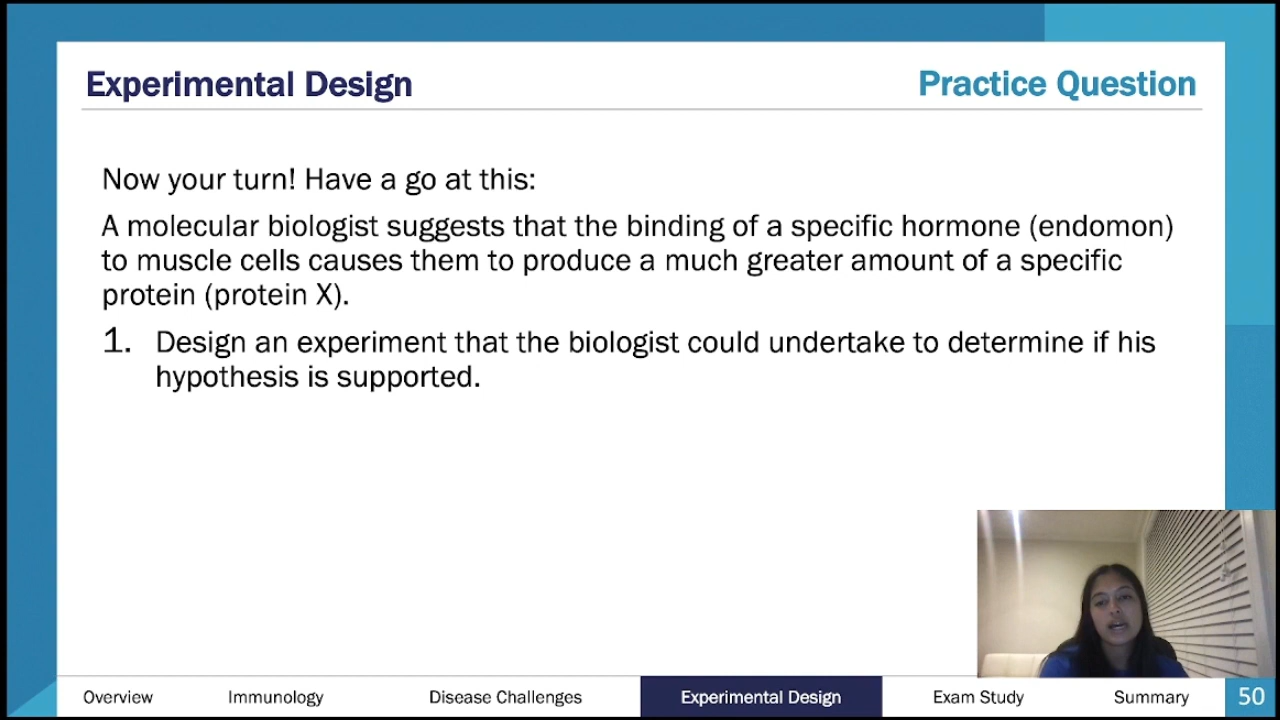 Experimental Design
Practice Question
Now your turn! Have a go at this:
A molecular biologist suggests that the binding of a specific hormone (endomon)
to muscle cells causes them to produce a much greater amount of a specific
protein (protein X).
1. Design an experiment that the biologist could undertake to determine if his
hypothesis is supported.
Overview
Immunology
Disease Challenges
Experimental Design
Exam Study
Summary
50